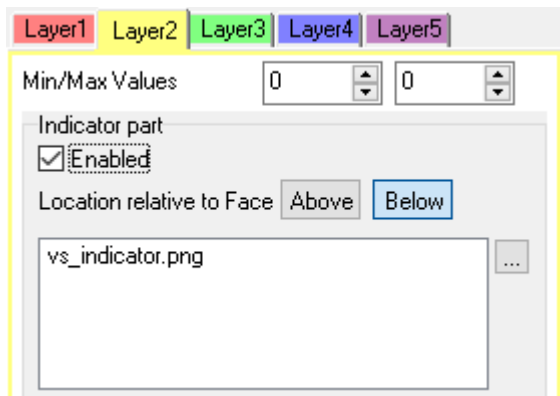 Layer1 Layer2 Layer3 Layer4 Layer5
Min/Max Values 0 0
Indicator part
Enabled
Location relative to Face Above Below
vs_indicator.png ...